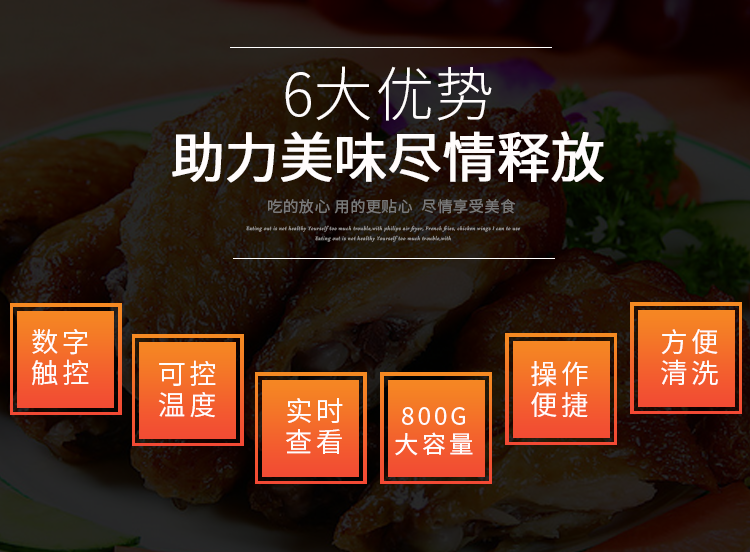 6大优势
助力美味尽情释放
吃的放心 用的更贴心 尽情享受美食
Eating out is not healthy Yourself too much trouble,with philips air fryer, French fries, chicken wings I can to use
Eating out is not healthy Yourself too much trouble,with
数字
触控
可控
温度
实时
查看
800G
大容量
操作
便捷
方便
清洗